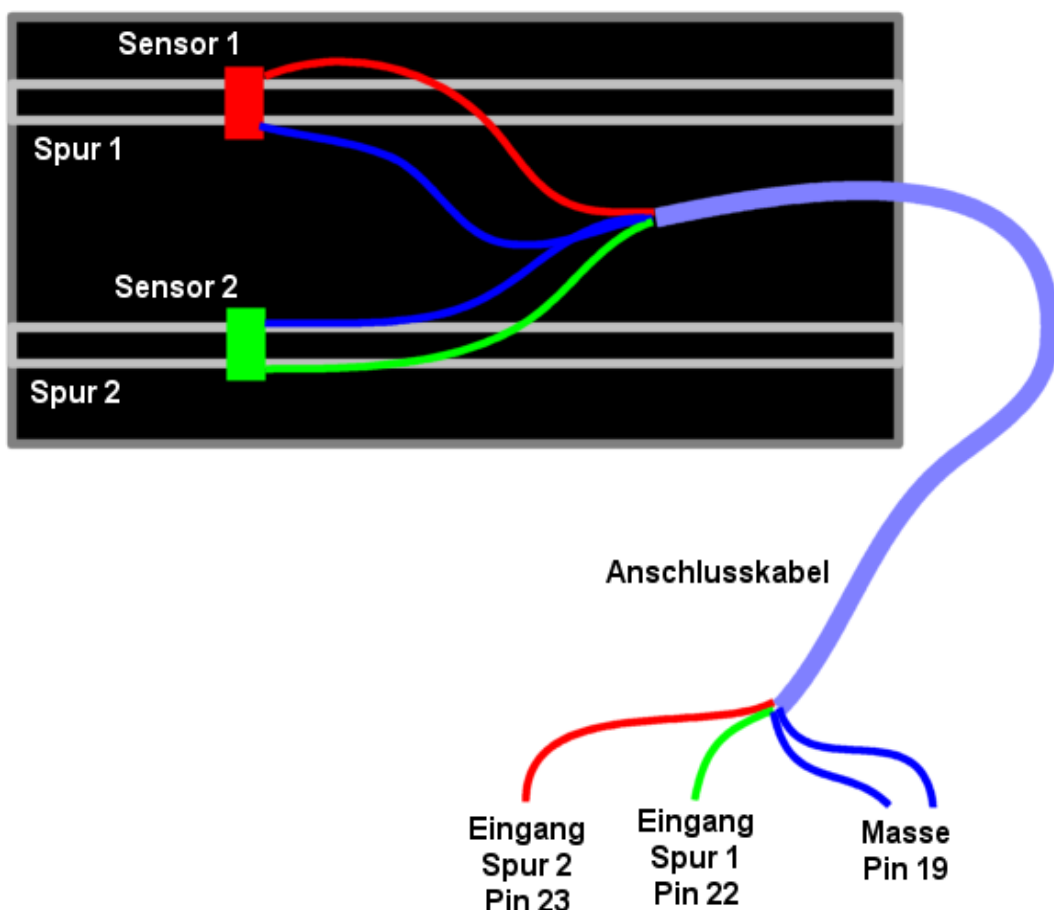 Sensor 1
Spur 1
Sensor 2
Spur 2
Anschlusskabel
Eingang
Spur 2
Pin 23
Eingang
Spur 1
Pin 22
Masse
Pin 19